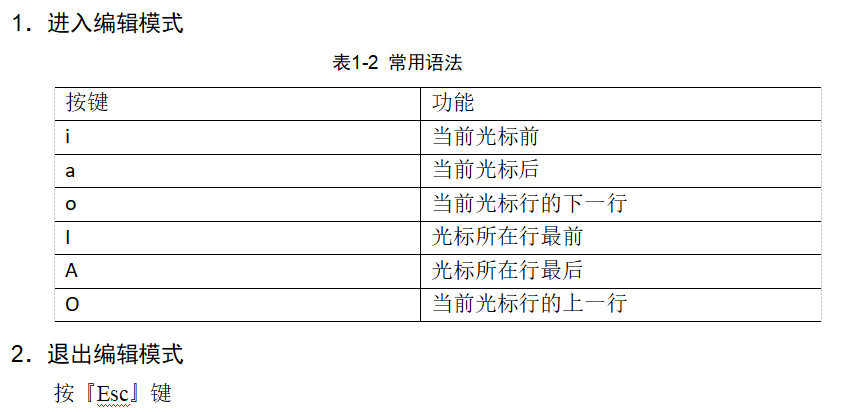 1. 进入编辑模式
表1-2 常用语法
按键 功能
i 当前光标前
a 当前光标后
o 当前光标行的下一行
I 光标所在行最前
A 光标所在行最后
O 当前光标行的上一行
2. 退出编辑模式
按『Esc』键